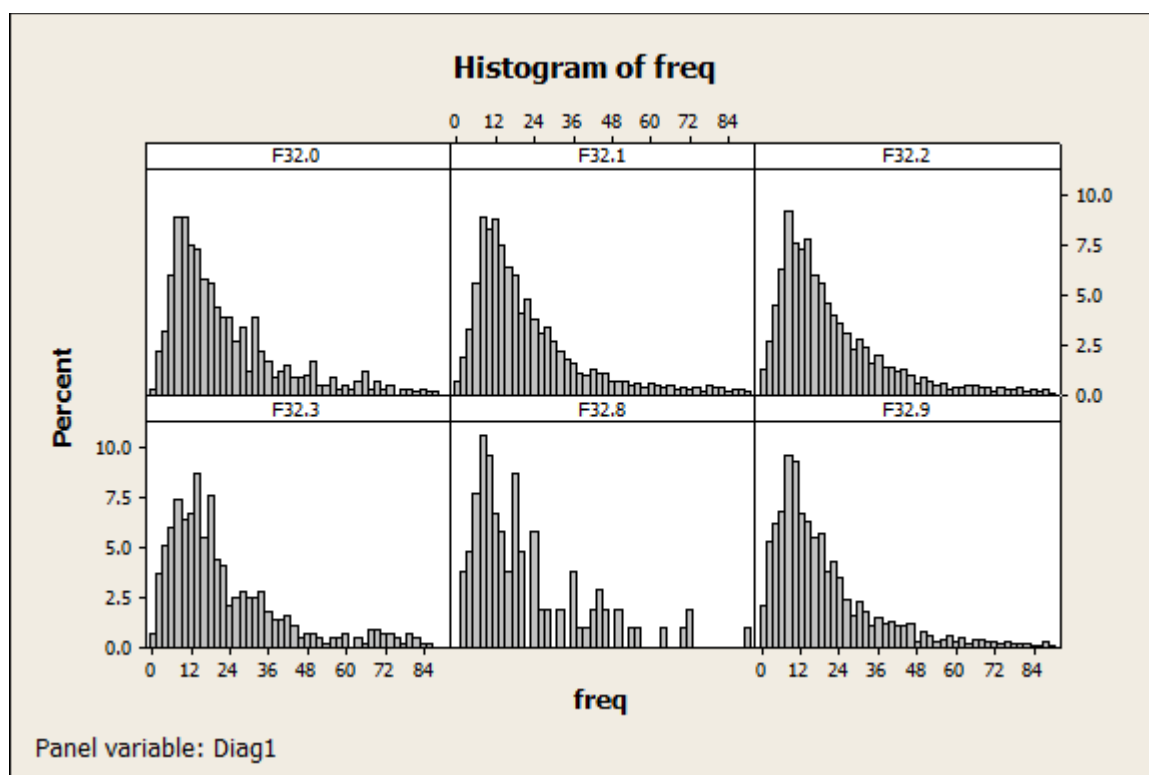 Histogram of freq
0 12 24 36 48 60 72 84
F32.0 F32.1 F32.2
10.0
7.5
5.0
2.5
0.0
F32.3 F32.8 F32.9
10.0
7.5
5.0
2.5
0.0
Percent
0 12 24 36 48 60 72 84 0 12 24 36 48 60 72 84
freq
Panel variable: Diag1